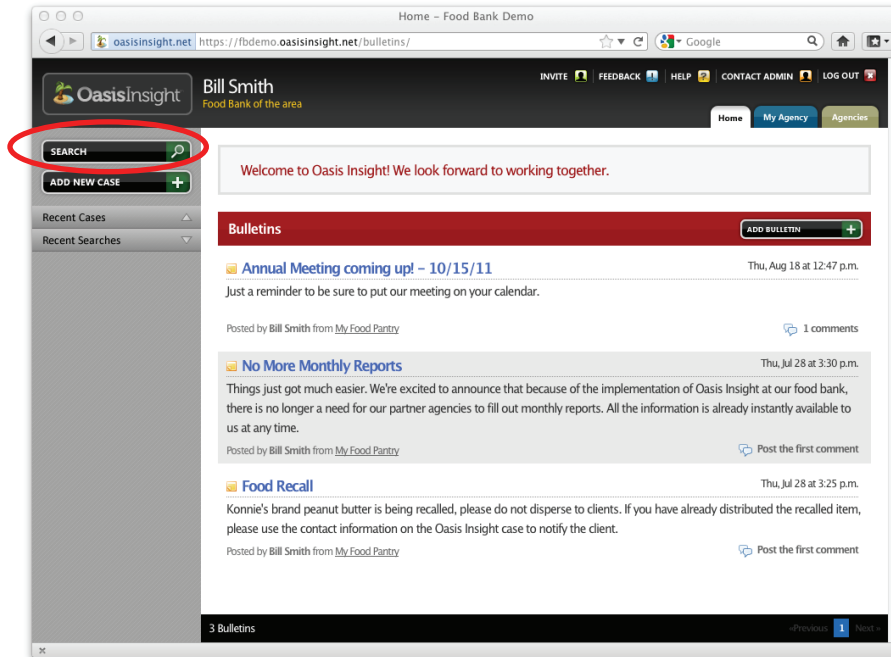 Home – Food Bank Demo
oasisinsight.net https://fbdemo.oasisinsight.net/bulletins/ Google
OasisInsight
Bill Smith
Food Bank of the area
INVITE FEEDBACK HELP CONTACT ADMIN LOG OUT
Home My Agency Agencies
SEARCH
ADD NEW CASE
Recent Cases
Recent Searches
Welcome to Oasis Insight! We look forward to working together.
Bulletins ADD BULLETIN
Annual Meeting coming up! – 10/15/11 Thu, Aug 18 at 12:47 p.m.
Just a reminder to be sure to put our meeting on your calendar.
Posted by Bill Smith from My Food Pantry 1 comments
No More Monthly Reports Thu, Jul 28 at 3:30 p.m.
Things just got much easier. We're excited to announce that because of the implementation of Oasis Insight at our food bank,
there is no longer a need for our partner agencies to fill out monthly reports. All the information is already instantly available to
us at any time.
Posted by Bill Smith from My Food Pantry Post the first comment
Food Recall Thu, Jul 28 at 3:25 p.m.
Konnie's brand peanut butter is being recalled, please do not disperse to clients. If you have already distributed the recalled item,
please use the contact information on the Oasis Insight case to notify the client.
Posted by Bill Smith from My Food Pantry Post the first comment
3 Bulletins «Previous 1 Next»